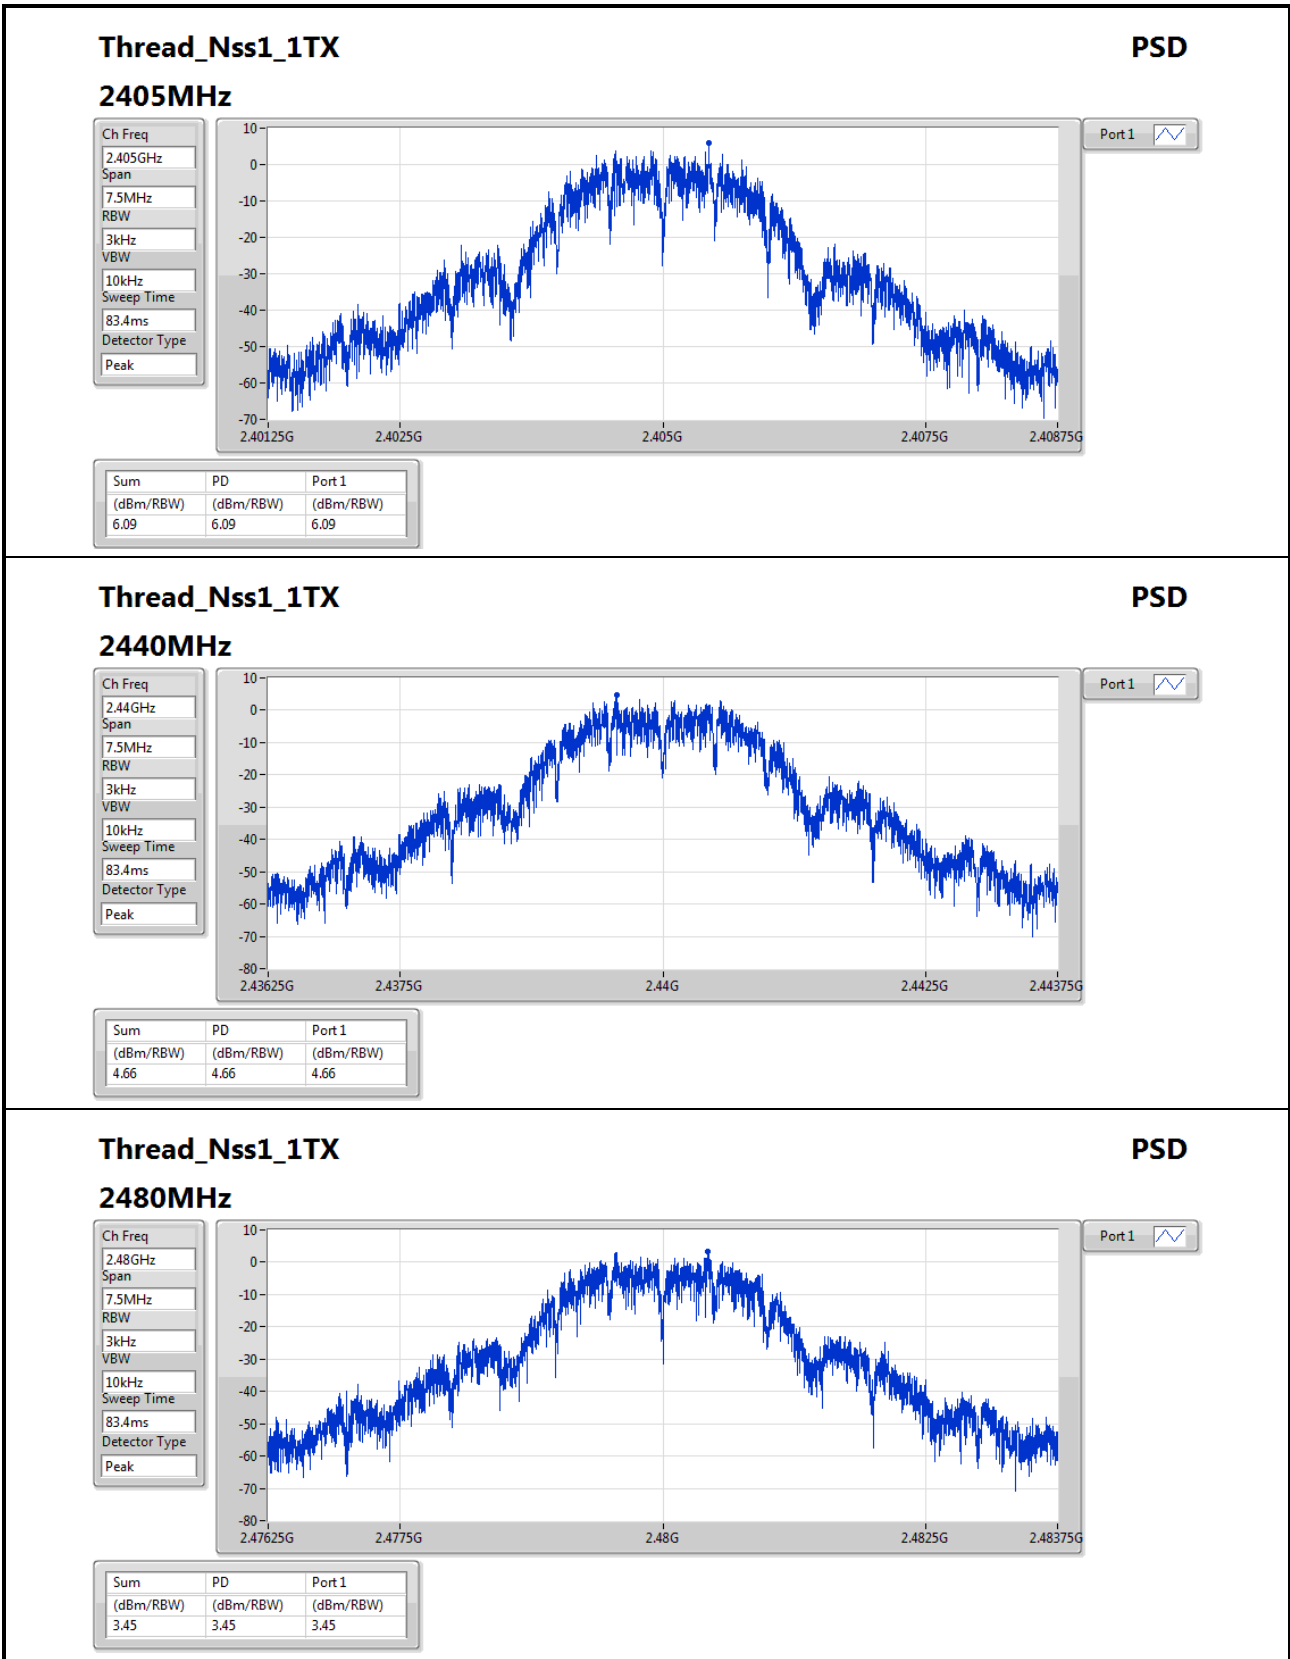 Thread_Nss1_1TX PSD
2405MHz
Ch Freq
2.405GHz
Span
7.5MHz
RBW
3kHz
VBW
10kHz
Sweep Time
83.4ms
Detector Type
Peak
10
0
-10
-20
-30
-40
-50
-60
-70
2.40125G 2.4025G 2.405G 2.4075G 2.40875G
Port 1
Sum PD Port 1
(dBm/RBW) (dBm/RBW) (dBm/RBW)
6.09 6.09 6.09
Thread_Nss1_1TX PSD
2440MHz
Ch Freq
2.44GHz
Span
7.5MHz
RBW
3kHz
VBW
10kHz
Sweep Time
83.4ms
Detector Type
Peak
10
0
-10
-20
-30
-40
-50
-60
-70
-80
2.43625G 2.4375G 2.44G 2.4425G 2.44375G
Port 1
Sum PD Port 1
(dBm/RBW) (dBm/RBW) (dBm/RBW)
4.66 4.66 4.66
Thread_Nss1_1TX PSD
2480MHz
Ch Freq
2.48GHz
Span
7.5MHz
RBW
3kHz
VBW
10kHz
Sweep Time
83.4ms
Detector Type
Peak
10
0
-10
-20
-30
-40
-50
-60
-70
-80
2.47625G 2.4775G 2.48G 2.4825G 2.48375G
Port 1
Sum PD Port 1
(dBm/RBW) (dBm/RBW) (dBm/RBW)
3.45 3.45 3.45